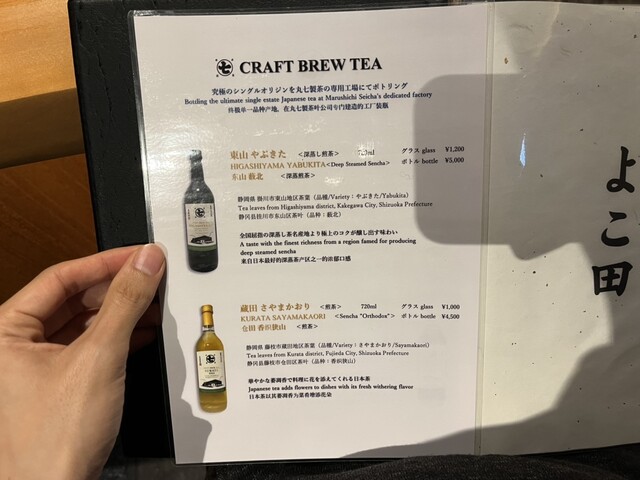 CRAFT BREW TEA
究極のシングルオリジンを丸七製茶の専用工場にてボトリング
Bottling the ultimate single estate Japanese tea at Marushichi Seicha's dedicated factory
终极单一品种产地，在丸七製茶公司专门建造的工厂装瓶
東山 やぶきた <深蒸し煎茶> 720ml グラス glass ¥1,200
HIGASHIYAMA YABUKITA <Deep Steamed Sencha> ボトル bottle ¥5,000
东山 薮北 <深蒸煎茶>
静岡県 掛川市東山地区茶葉（品種/Variety：やぶきた/Yabukita）
Tea leaves from Higashiyama district, Kakegawa City, Shizuoka Prefecture
静冈县挂川市东山区茶叶（品种：薮北）
全国屈指の深蒸し茶名産地より極上のコクが醸し出す味わい
A taste with the finest richness from a region famed for producing
deep steamed sencha
来自日本最好的深蒸茶产区之一的浓郁口感
蔵田 さやまかおり <煎茶> 720ml グラス glass ¥1,000
KURATA SAYAMAKAORI <Sencha "Orthodox"> ボトル bottle ¥4,500
仓田 香织狭山 <煎茶>
静岡県 藤枝市蔵田地区茶葉（品種/Variety：さやまかおり/Sayamakaori）
Tea leaves from Kurata district, Fujieda City, Shizuoka Prefecture
静冈县藤枝市仓田区茶叶（品种：香织狭山）
華やかな萎凋香で料理に花を添えてくれる日本茶
Japanese tea adds flowers to dishes with its fresh withering flavor
日本茶以其萎凋香为菜肴增添花朵
よこ田